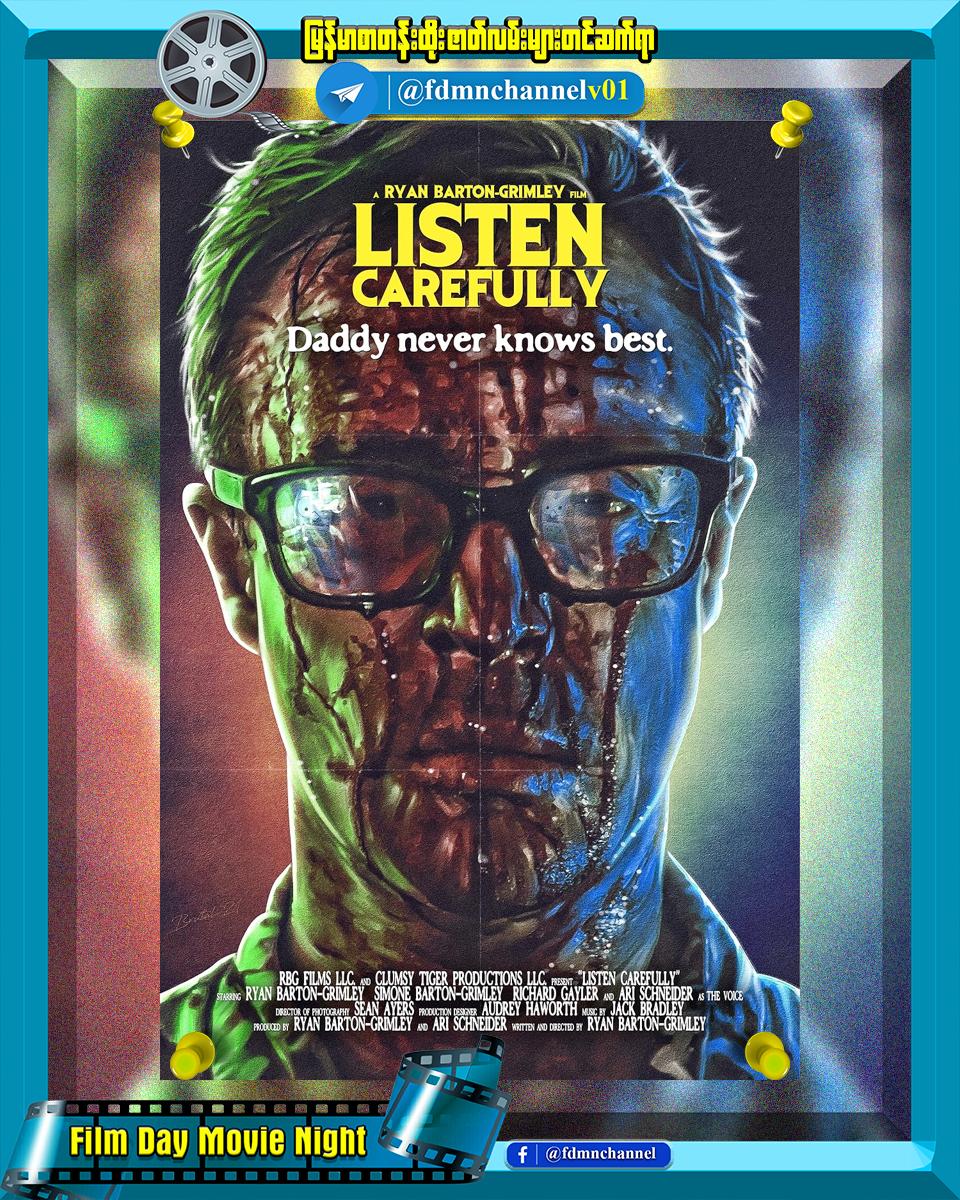 မြန်မာစာတန်းထိုးဇာတ်လမ်းများတင်ဆက်ရာ
@fdmnchannelv01
A RYAN BARTON-GRIMLEY FILM
LISTEN
CAREFULLY
Daddy never knows best.
RBG FILMS LLC. AND CLUMSY TIGER PRODUCTIONS LLC. PRESENT "LISTEN CAREFULLY"
STARRING RYAN BARTON-GRIMLEY SIMONE BARTON-GRIMLEY RICHARD GAYLER AND ARI SCHNEIDER AS THE VOICE
DIRECTOR OF PHOTOGRAPHY SEAN AYERS PRODUCTION DESIGNER AUDREY HAWORTH MUSIC BY JACK BRADLEY
PRODUCED BY RYAN BARTON-GRIMLEY AND ARI SCHNEIDER WRITTEN AND DIRECTED BY RYAN BARTON-GRIMLEY
Film Day Movie Night
@fdmnchannel